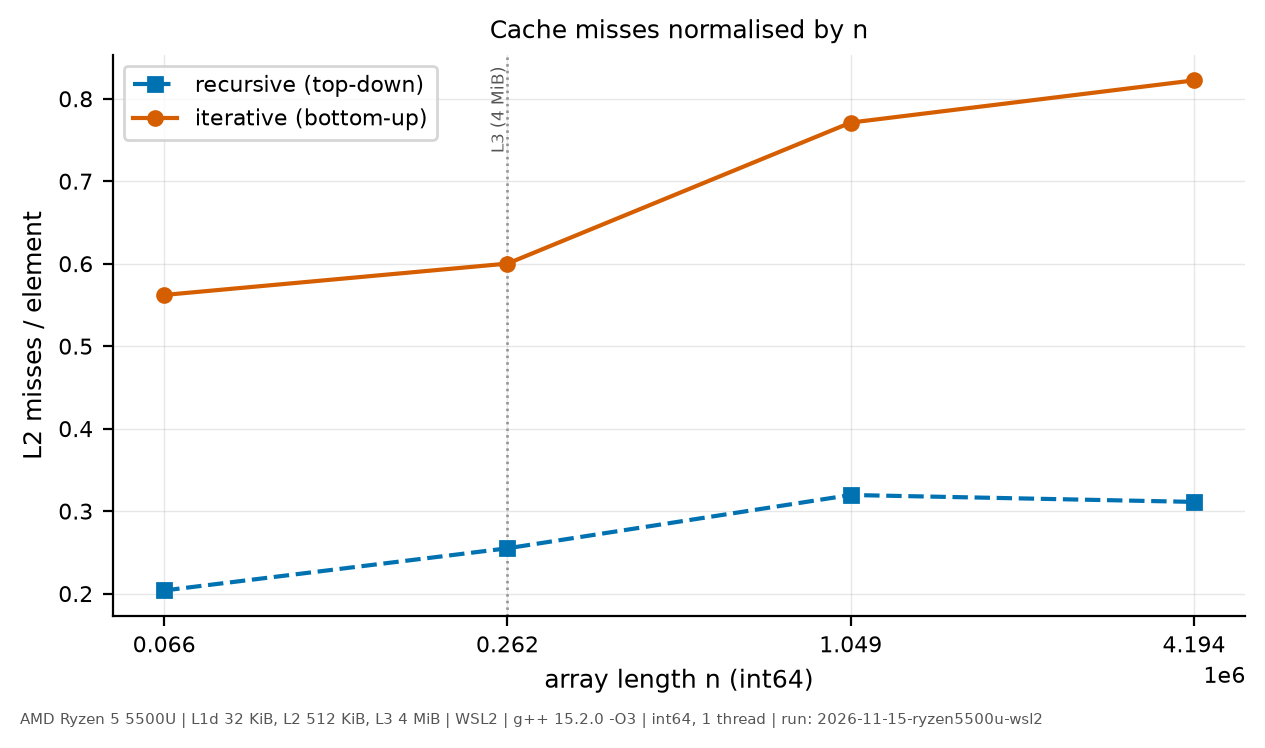 Cache misses normalised by n
recursive (top-down)
iterative (bottom-up)
L3 (4 MiB)
L2 misses / element
0.8
0.7
0.6
0.5
0.4
0.3
0.2
0.066
0.262
1.049
4.194
1e6
array length n (int64)
AMD Ryzen 5 5500U | L1d 32 KiB, L2 512 KiB, L3 4 MiB | WSL2 | g++ 15.2.0 -O3 | int64, 1 thread | run: 2026-11-15-ryzen5500u-wsl2